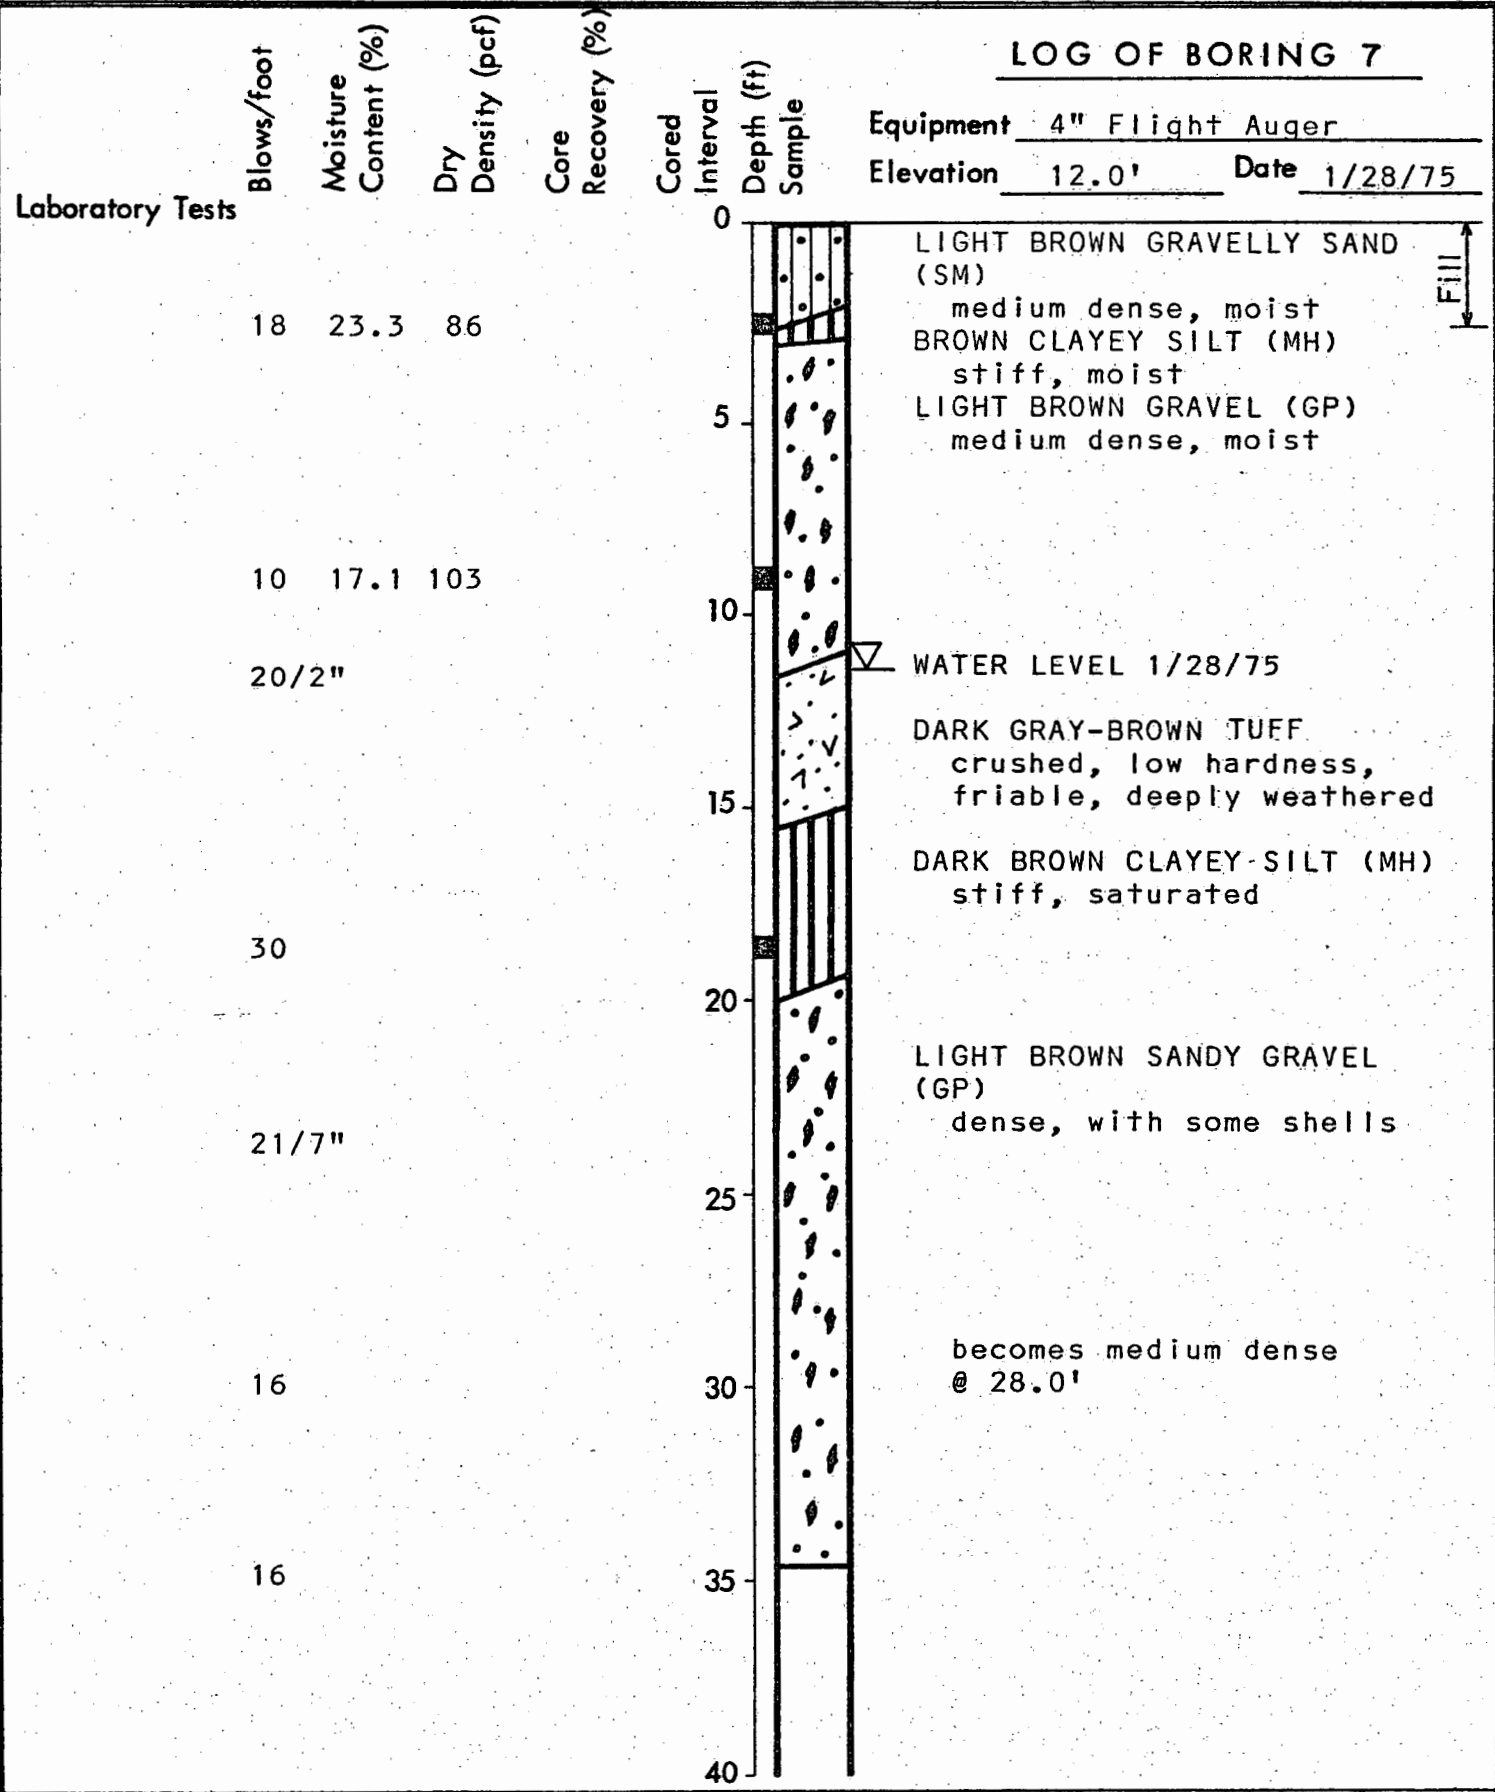 LOG OF BORING 7
Equipment 4" Flight Auger
Elevation 12.0' Date 1/28/75
Laboratory Tests
Blows/foot
Moisture
Content (%)
Dry
Density (pcf)
Core
Recovery (%)
Cored
Interval
Depth (ft)
Sample
0
LIGHT BROWN GRAVELLY SAND
(SM)
medium dense, moist
Fill
18 23.3 86
BROWN CLAYEY SILT (MH)
stiff, moist
LIGHT BROWN GRAVEL (GP)
5
medium dense, moist
10 17.1 103
10
20/2"
WATER LEVEL 1/28/75
DARK GRAY-BROWN TUFF
crushed, low hardness,
friable, deeply weathered
15
DARK BROWN CLAYEY SILT (MH)
stiff, saturated
30
20
LIGHT BROWN SANDY GRAVEL
(GP)
dense, with some shells
21/7"
25
becomes medium dense
@ 28.0'
16
30
16
35
40